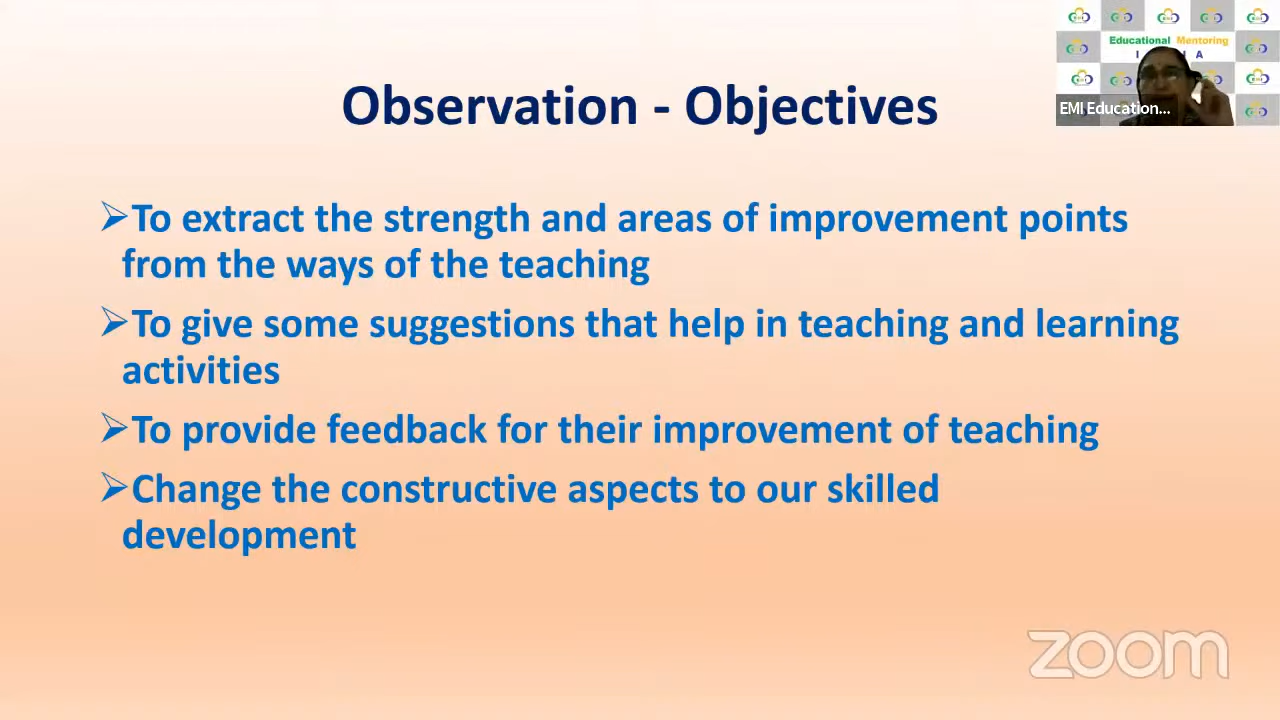 Observation - Objectives
Educational Mentoring
I A
EMI Education...
➢To extract the strength and areas of improvement points
from the ways of the teaching
➢To give some suggestions that help in teaching and learning
activities
➢To provide feedback for their improvement of teaching
➢Change the constructive aspects to our skilled
development
zoom